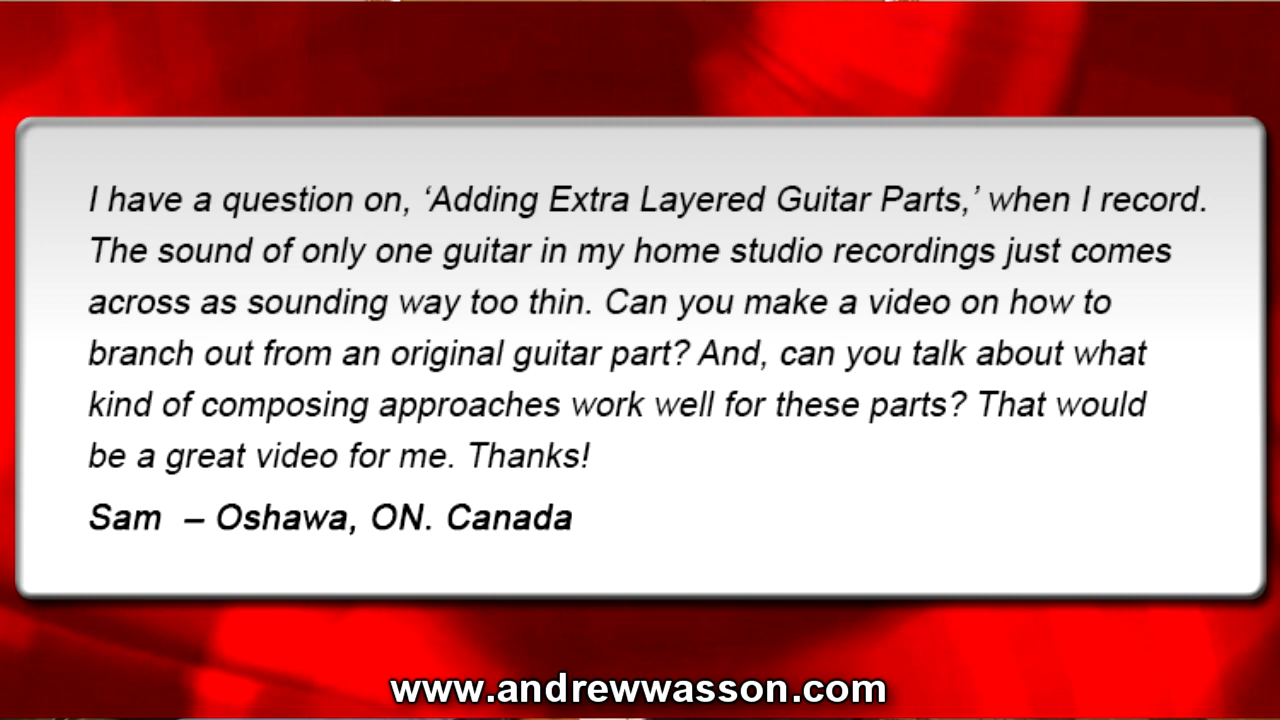 I have a question on, ‘Adding Extra Layered Guitar Parts,’ when I record.
The sound of only one guitar in my home studio recordings just comes
across as sounding way too thin. Can you make a video on how to
branch out from an original guitar part? And, can you talk about what
kind of composing approaches work well for these parts? That would
be a great video for me. Thanks!
Sam – Oshawa, ON. Canada
www.andrewwasson.com